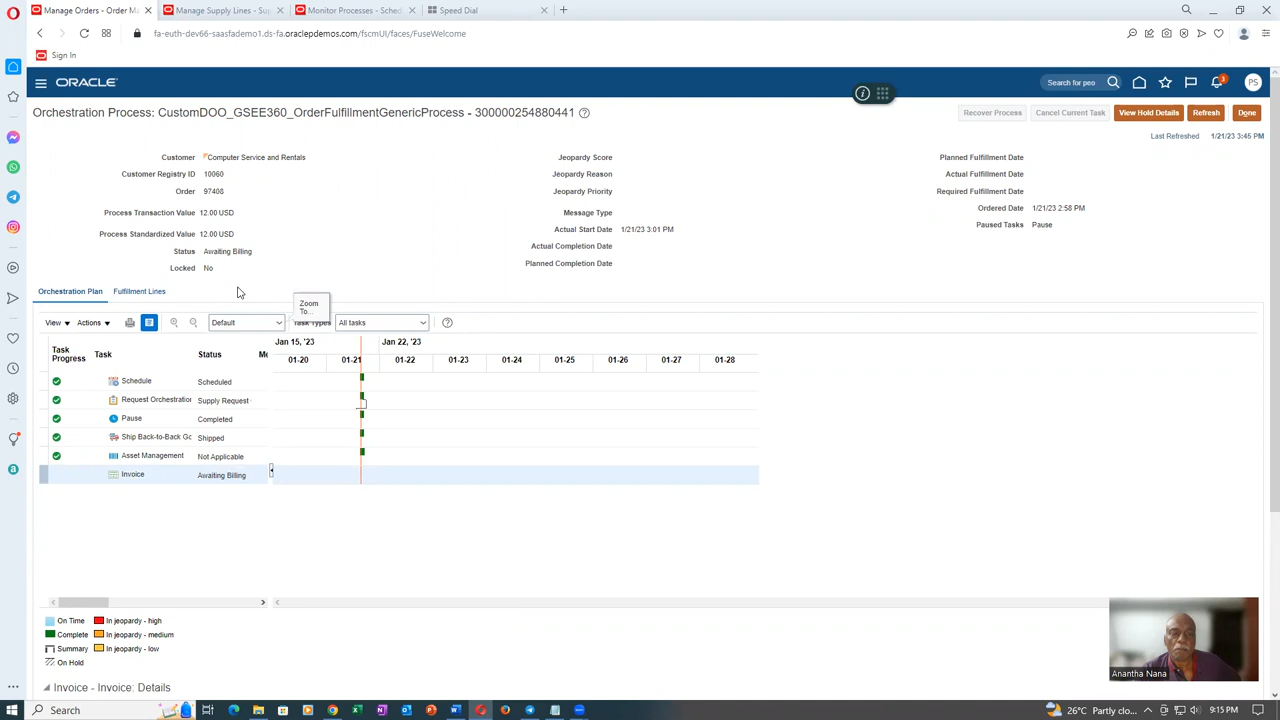 Manage Orders - Order Ma
Manage Supply Lines - Sup
Monitor Processes - Sched
Speed Dial
fa-euth-dev66-saasfademo1.ds-fa.oraclepdemos.com/fscmUI/faces/FuseWelcome
Sign In
ORACLE
Search for peo
3
PS
Orchestration Process: CustomDOO_GSEE360_OrderFulfillmentGenericProcess - 300000254880441
Recover Process
Cancel Current Task
View Hold Details
Refresh
Done
Last Refreshed 1/21/23 3:45 PM
Customer Computer Service and Rentals
Customer Registry ID 10060
Order 97408
Process Transaction Value 12.00 USD
Process Standardized Value 12.00 USD
Status Awaiting Billing
Locked No
Jeopardy Score
Jeopardy Reason
Jeopardy Priority
Message Type
Actual Start Date 1/21/23 3:01 PM
Actual Completion Date
Planned Completion Date
Planned Fulfillment Date
Actual Fulfillment Date
Required Fulfillment Date
Ordered Date 1/21/23 2:58 PM
Paused Tasks Pause
Orchestration Plan
Fulfillment Lines
Zoom
To...
View
Actions
Default
Task Types
All tasks
Task Progress
Task
Status
Jan 15, '23
Jan 22, '23
01-20 01-21 01-22 01-23 01-24 01-25 01-26 01-27 01-28
Schedule Scheduled
Request Orchestration Supply Request
Pause Completed
Ship Back-to-Back Go Shipped
Asset Management Not Applicable
Invoice Awaiting Billing
On Time In jeopardy - high
Complete In jeopardy - medium
Summary In jeopardy - low
On Hold
Invoice - Invoice: Details
Anantha Nana
Search
26°C Partly clo...
9:15 PM